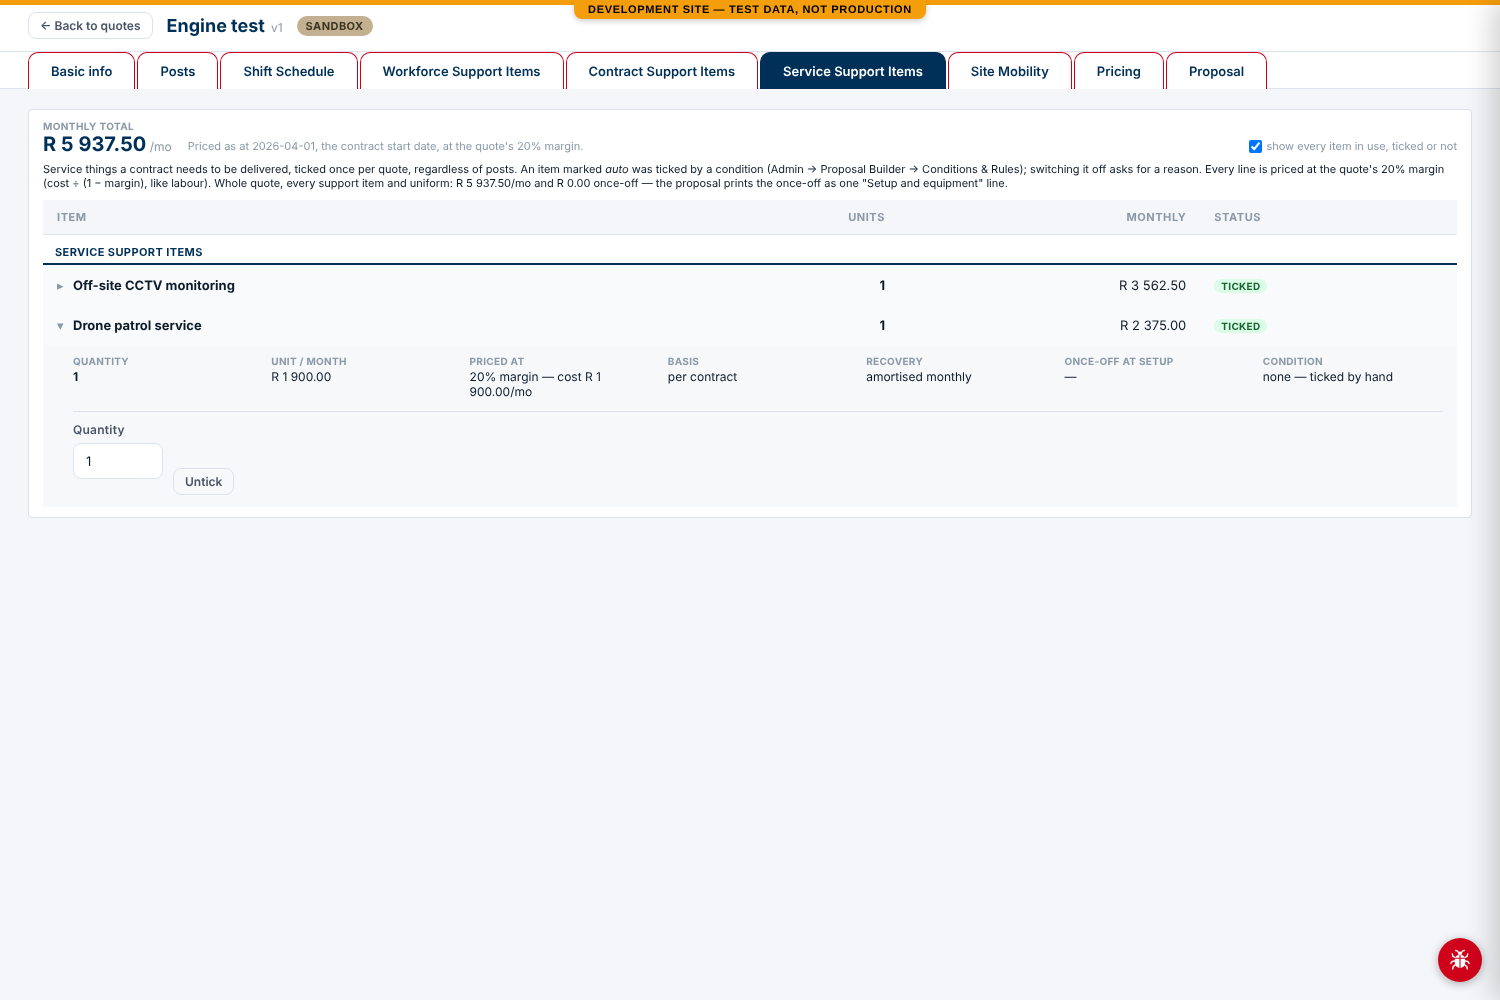 DEVELOPMENT SITE — TEST DATA, NOT PRODUCTION
← Back to quotes Engine test v1 SANDBOX
Basic info Posts Shift Schedule Workforce Support Items Contract Support Items Service Support Items Site Mobility Pricing Proposal
MONTHLY TOTAL
R 5 937.50 /mo Priced as at 2026-04-01, the contract start date, at the quote's 20% margin. show every item in use, ticked or not
Service things a contract needs to be delivered, ticked once per quote, regardless of posts. An item marked auto was ticked by a condition (Admin → Proposal Builder → Conditions & Rules); switching it off asks for a reason. Every line is priced at the quote's 20% margin
(cost ÷ (1 − margin), like labour). Whole quote, every support item and uniform: R 5 937.50/mo and R 0.00 once-off — the proposal prints the once-off as one "Setup and equipment" line.
ITEM UNITS MONTHLY STATUS
SERVICE SUPPORT ITEMS
▸ Off-site CCTV monitoring 1 R 3 562.50 TICKED
▾ Drone patrol service 1 R 2 375.00 TICKED
QUANTITY UNIT / MONTH PRICED AT BASIS RECOVERY ONCE-OFF AT SETUP CONDITION
1 R 1 900.00 20% margin — cost R 1 per contract amortised monthly — none — ticked by hand
900.00/mo
Quantity
1
Untick